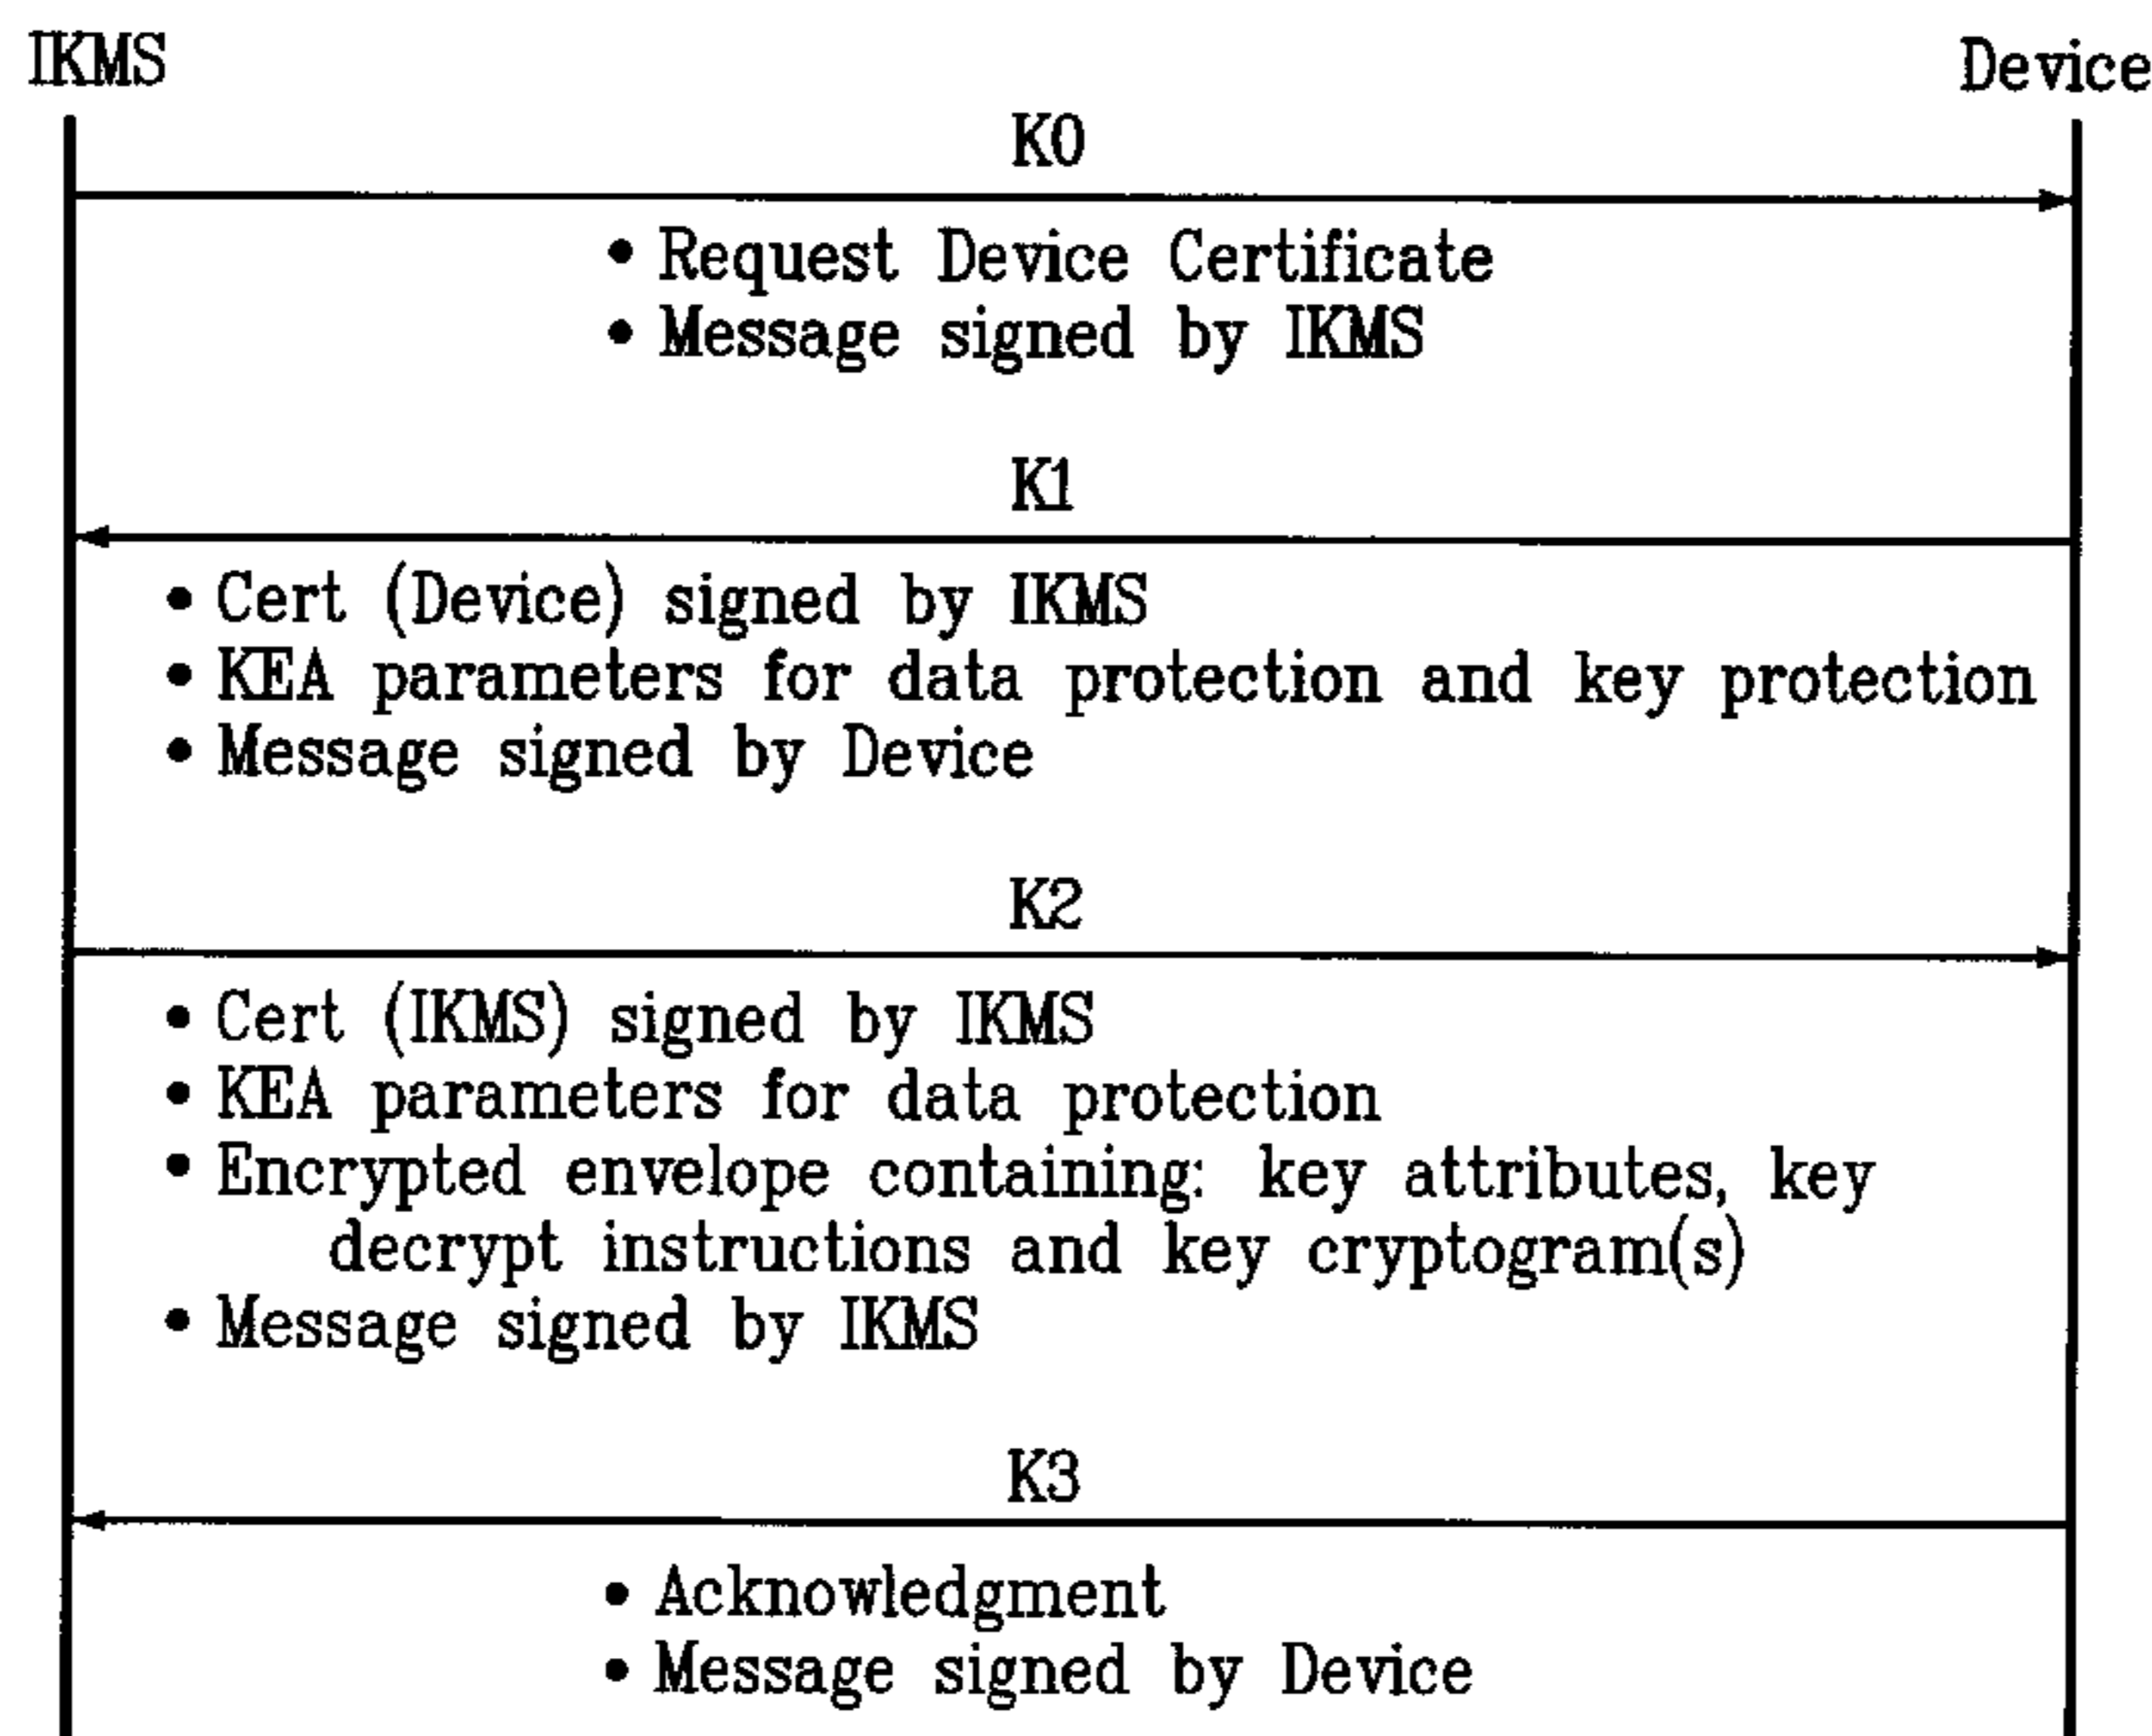 IKMS
Device
K0
• Request Device Certificate
• Message signed by IKMS
K1
• Cert (Device) signed by IKMS
• KEA parameters for data protection and key protection
• Message signed by Device
K2
• Cert (IKMS) signed by IKMS
• KEA parameters for data protection
• Encrypted envelope containing: key attributes, key
decrypt instructions and key cryptogram(s)
• Message signed by IKMS
K3
• Acknowledgment
• Message signed by Device